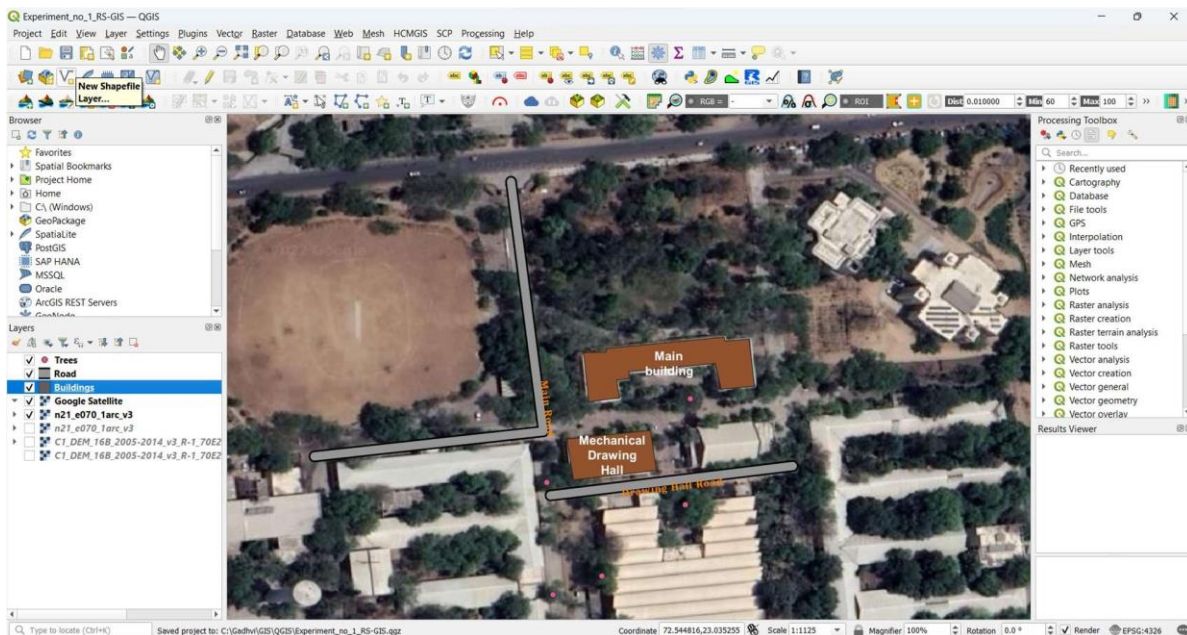 Experiment_no_1_RS-GIS — QGIS
Project Edit View Layer Settings Plugins Vector Raster Database Web Mesh HCMGIS SCP Processing Help
New Shapefile
Layer...
RGB = -
ROI
Dist 0.010000
Min 60
Max 100
Browser
Favorites
Spatial Bookmarks
Project Home
Home
C:\ (Windows)
GeoPackage
SpatiaLite
PostGIS
SAP HANA
MSSQL
Oracle
ArcGIS REST Servers
GeoNode
Layers
Trees
Road
Buildings
Google Satellite
n21_e070_1arc_v3
n21_e070_1arc_v3
C1_DEM_16B_2005-2014_v3_R-1_70E2
C1_DEM_16B_2005-2014_v3_R-1_70E2
Main
building
Main Road
Mechanical
Drawing
Hall
Drawing Hall Road
Processing Toolbox
Search...
Recently used
Cartography
Database
File tools
GPS
Interpolation
Layer tools
Mesh
Network analysis
Plots
Raster analysis
Raster creation
Raster terrain analysis
Raster tools
Vector analysis
Vector creation
Vector general
Vector geometry
Vector overlay
Results Viewer
Type to locate (Ctrl+K)
Saved project to: C:\Gadhvi\GIS\QGIS\Experiment_no_1_RS-GIS.qgz
Coordinate 72.544816,23.035255
Scale 1:1125
Magnifier 100%
Rotation 0.0 °
Render
EPSG:4326